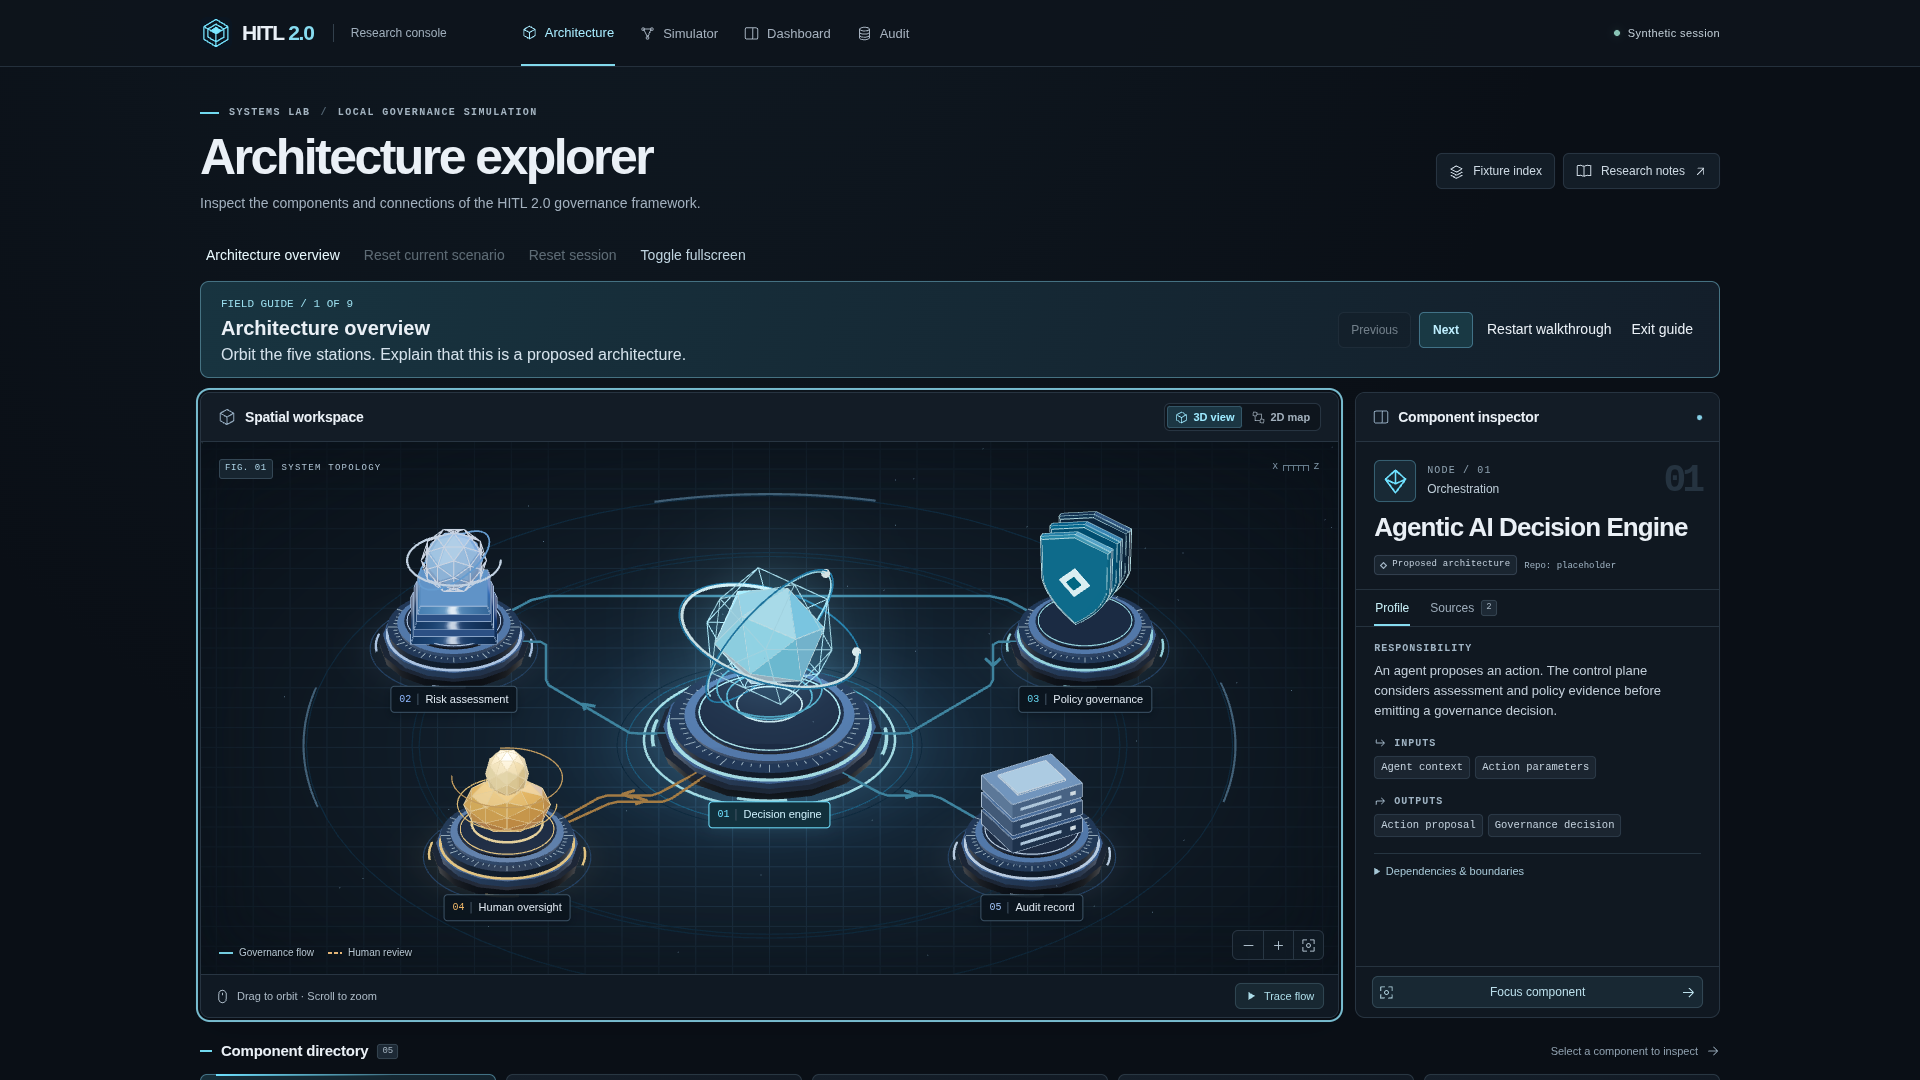 HITL 2.0
Research console
Architecture
Simulator
Dashboard
Audit
Synthetic session
SYSTEMS LAB / LOCAL GOVERNANCE SIMULATION
Architecture explorer
Inspect the components and connections of the HITL 2.0 governance framework.
Fixture index
Research notes
Architecture overview
Reset current scenario
Reset session
Toggle fullscreen
FIELD GUIDE / 1 OF 9
Architecture overview
Orbit the five stations. Explain that this is a proposed architecture.
Previous
Next
Restart walkthrough
Exit guide
Spatial workspace
3D view
2D map
FIG. 01
SYSTEM TOPOLOGY
X
Z
02 | Risk assessment
03 | Policy governance
01 | Decision engine
04 | Human oversight
05 | Audit record
Governance flow
Human review
Drag to orbit · Scroll to zoom
Trace flow
Component inspector
NODE / 01
Orchestration
01
Agentic AI Decision Engine
Proposed architecture
Repo: placeholder
Profile
Sources 2
RESPONSIBILITY
An agent proposes an action. The control plane
considers assessment and policy evidence before
emitting a governance decision.
INPUTS
Agent context
Action parameters
OUTPUTS
Action proposal
Governance decision
Dependencies & boundaries
Focus component
Component directory 05
Select a component to inspect